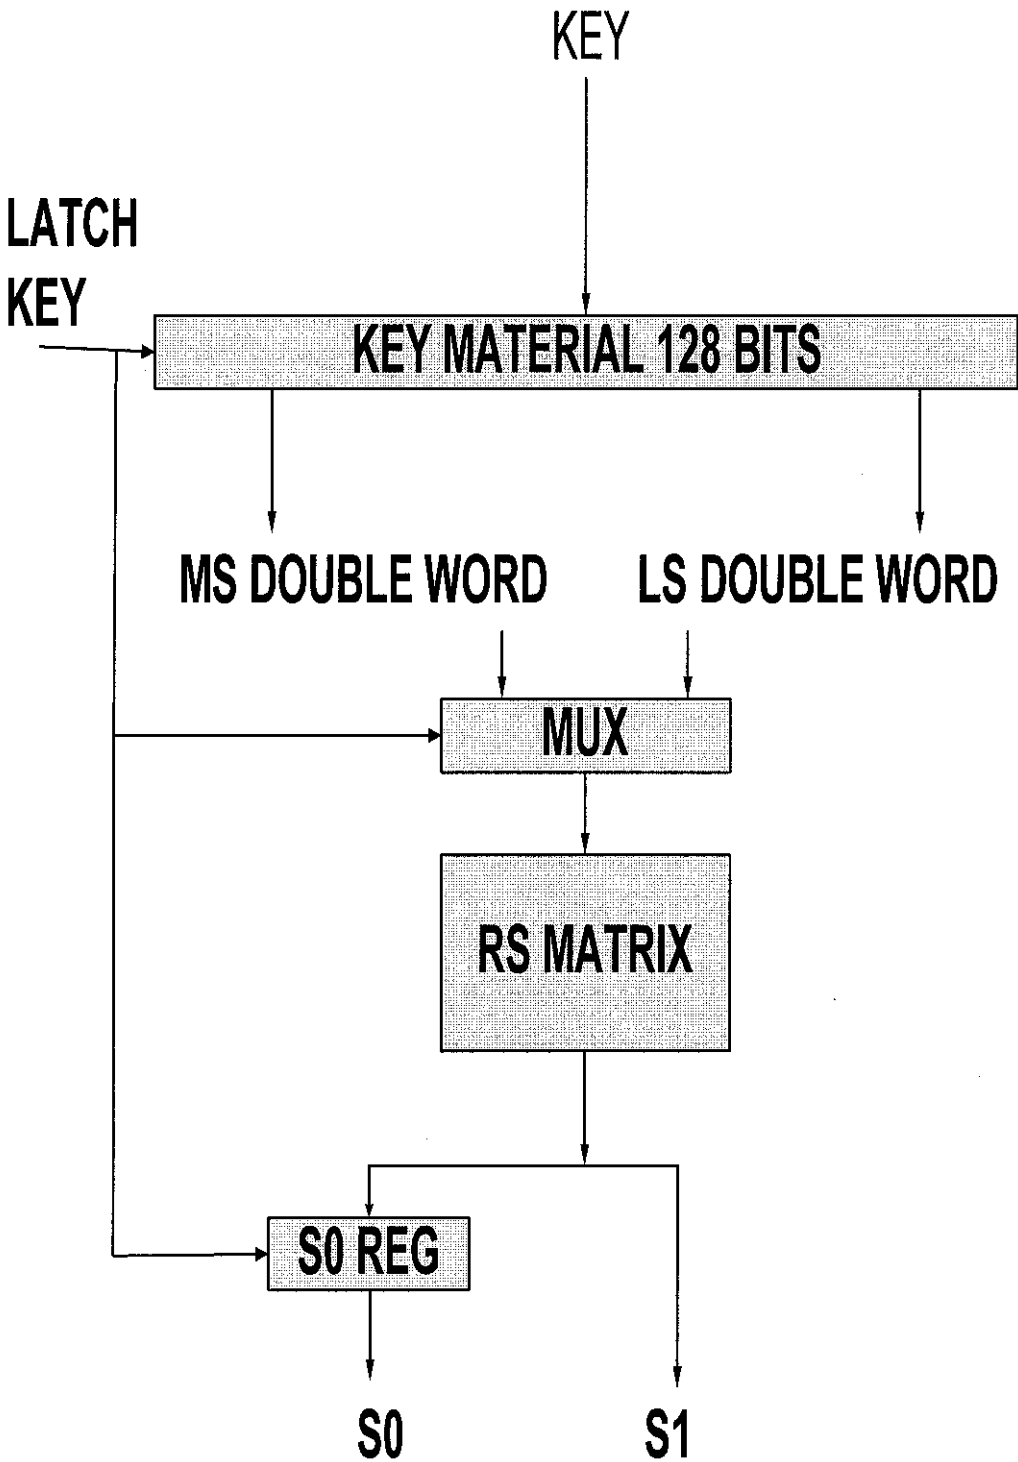 KEY
LATCH
KEY
KEY MATERIAL 128 BITS
MS DOUBLE WORD
LS DOUBLE WORD
MUX
RS MATRIX
S0 REG
S0
S1